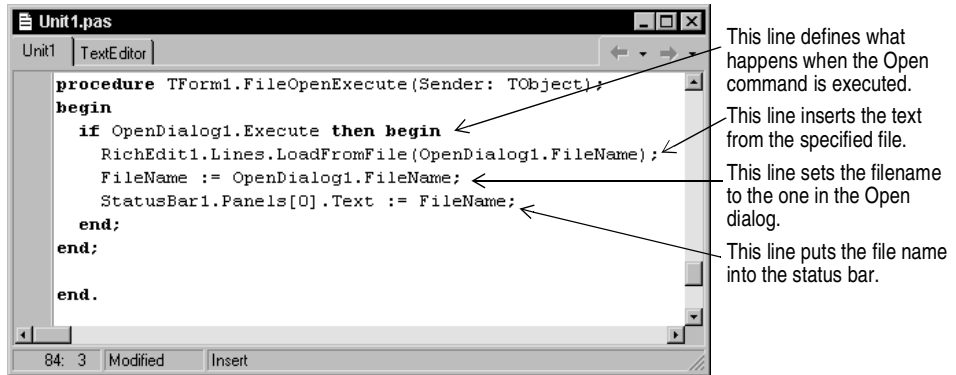 Unit1.pas
Unit1 TextEditor
procedure TForm1.FileOpenExecute(Sender: TObject);
begin
if OpenDialog1.Execute then begin
RichEdit1.Lines.LoadFromFile(OpenDialog1.FileName);
FileName := OpenDialog1.FileName;
StatusBar1.Panels[0].Text := FileName;
end;
end;
end.
84: 3 Modified Insert
This line defines what
happens when the Open
command is executed.
This line inserts the text
from the specified file.
This line sets the filename
to the one in the Open
dialog.
This line puts the file name
into the status bar.